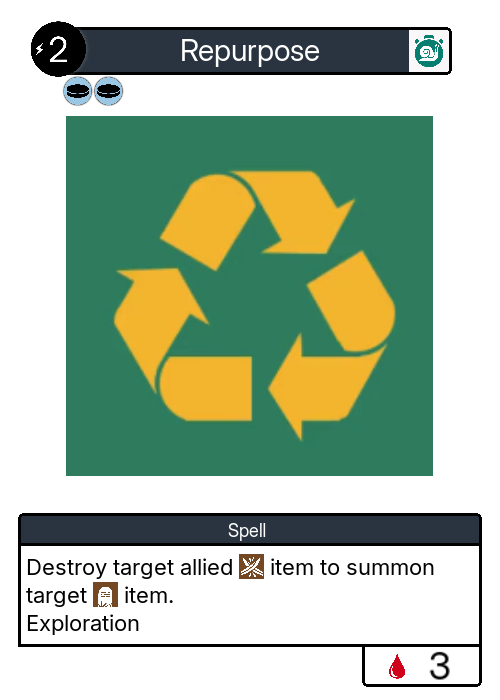 2
Repurpose
Spell
Destroy target allied item to summon
target item.
Exploration
3